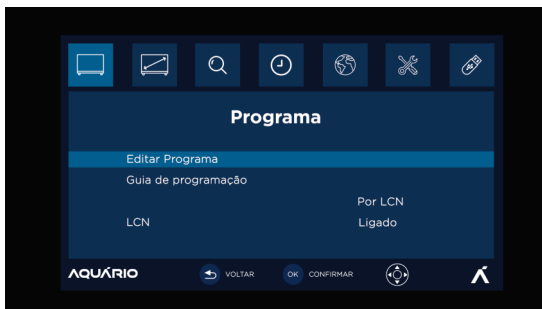 Programa
Editar Programa
Guia de programação
Por LCN
LCN Ligado
AQUÁRIO VOLTAR OK CONFIRMAR